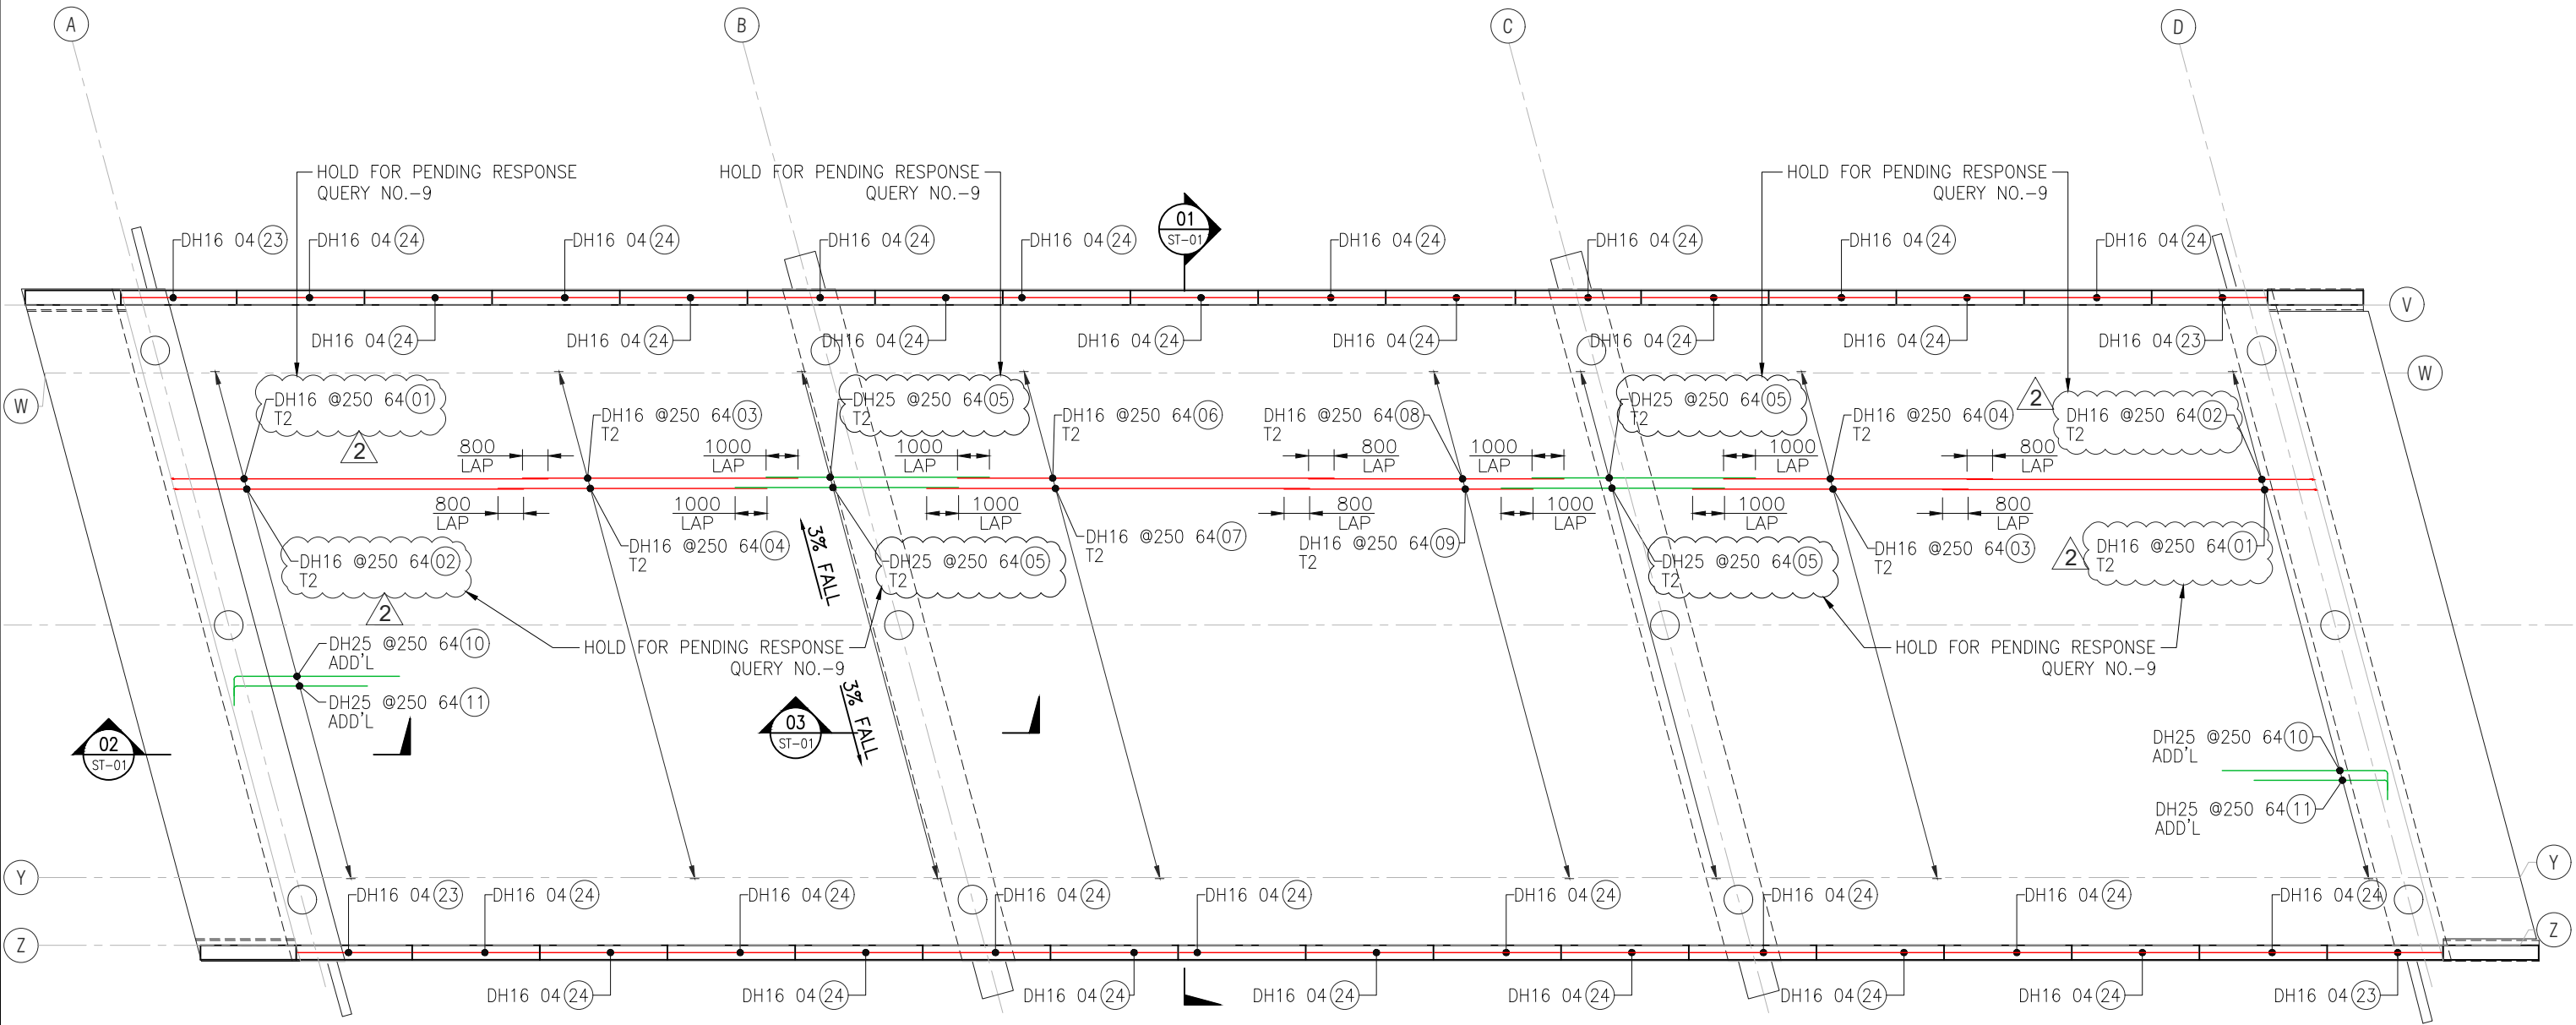 A
B
C
D
HOLD FOR PENDING RESPONSE
QUERY NO.-9
HOLD FOR PENDING RESPONSE
QUERY NO.-9
HOLD FOR PENDING RESPONSE
QUERY NO.-9
01
ST-01
DH16 04 23
DH16 04 24
DH16 04 24
DH16 04 24
DH16 04 24
DH16 04 24
DH16 04 24
DH16 04 24
DH16 04 24
V
DH16 04 24
DH16 04 24
DH16 04 24
DH16 04 24
DH16 04 24
DH16 04 24
DH16 04 24
DH16 04 23
W
W
DH16 @250 64 01
T2
2
DH16 @250 64 03
T2
DH25 @250 64 05
T2
DH16 @250 64 06
T2
DH16 @250 64 08
T2
DH25 @250 64 05
T2
DH16 @250 64 04
T2
2
DH16 @250 64 02
T2
800
LAP
1000
LAP
1000
LAP
800
LAP
1000
LAP
1000
LAP
800
LAP
800
LAP
1000
LAP
1000
LAP
800
LAP
1000
LAP
1000
LAP
800
LAP
DH16 @250 64 02
T2
2
DH16 @250 64 04
T2
3% FALL
DH25 @250 64 05
T2
DH16 @250 64 07
T2
DH16 @250 64 09
T2
DH25 @250 64 05
T2
DH16 @250 64 03
T2
2
DH16 @250 64 01
T2
HOLD FOR PENDING RESPONSE
QUERY NO.-9
HOLD FOR PENDING RESPONSE
QUERY NO.-9
DH25 @250 64 10
ADD'L
DH25 @250 64 11
ADD'L
02
ST-01
03
ST-01
3% FALL
DH25 @250 64 10
ADD'L
DH25 @250 64 11
ADD'L
Y
Y
DH16 04 23
DH16 04 24
DH16 04 24
DH16 04 24
DH16 04 24
DH16 04 24
DH16 04 24
DH16 04 24
DH16 04 24
Z
Z
DH16 04 24
DH16 04 24
DH16 04 24
DH16 04 24
DH16 04 24
DH16 04 24
DH16 04 24
DH16 04 23